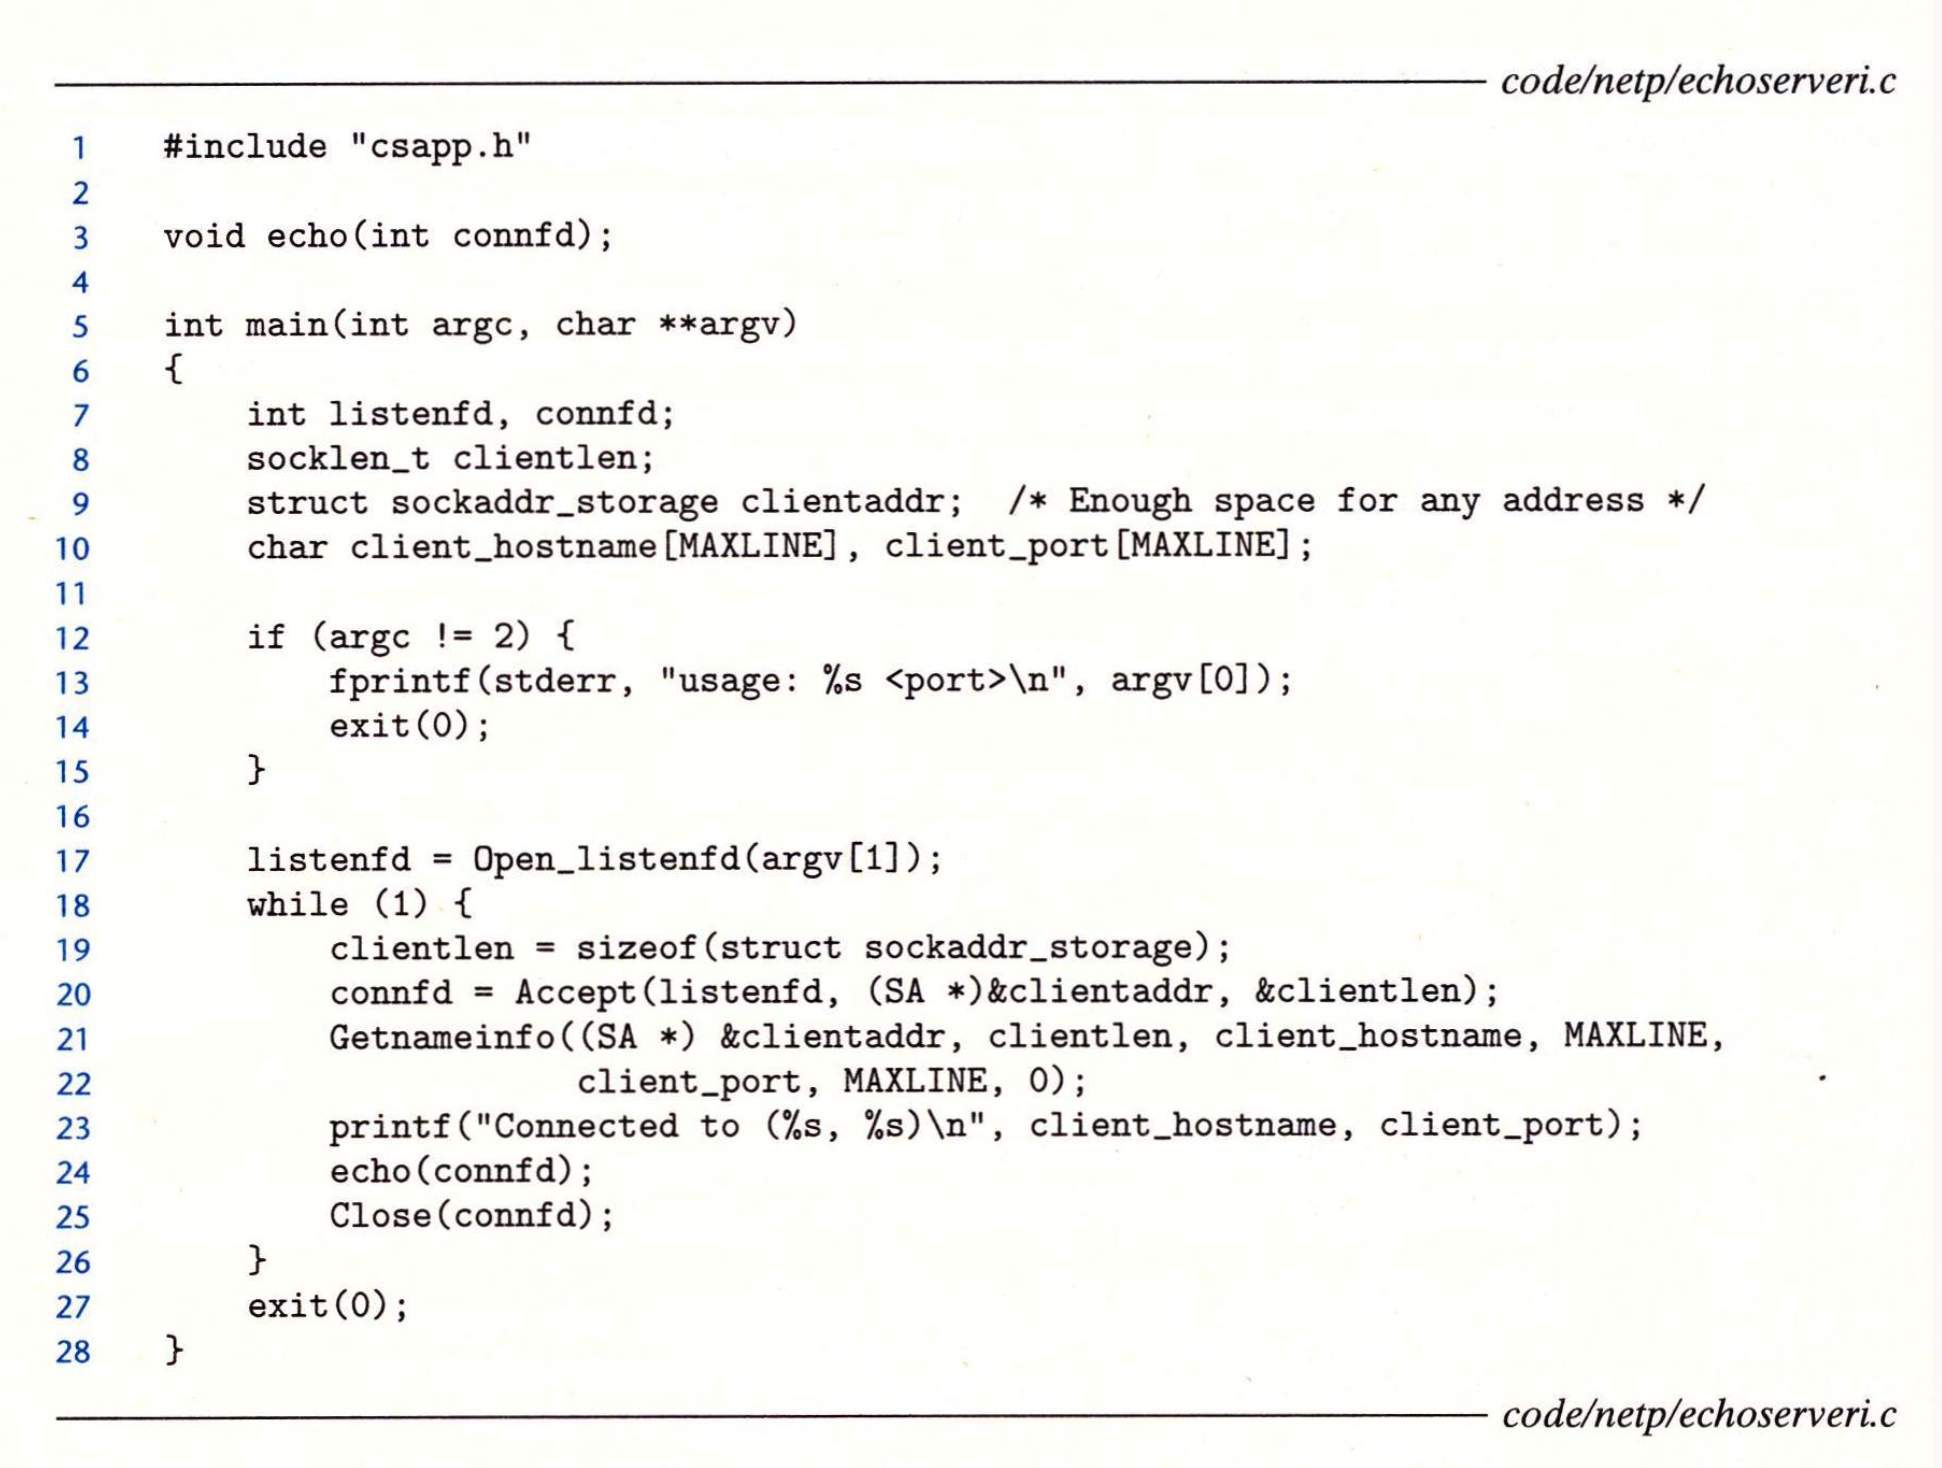 code/netp/echoserveri.c
1 #include "csapp.h"
2
3 void echo(int connfd);
4
5 int main(int argc, char **argv)
6 {
7     int listenfd, connfd;
8     socklen_t clientlen;
9     struct sockaddr_storage clientaddr;  /* Enough space for any address */
10     char client_hostname[MAXLINE], client_port[MAXLINE];
11
12     if (argc != 2) {
13         fprintf(stderr, "usage: %s <port>\n", argv[0]);
14         exit(0);
15     }
16
17     listenfd = Open_listenfd(argv[1]);
18     while (1) {
19         clientlen = sizeof(struct sockaddr_storage);
20         connfd = Accept(listenfd, (SA *)&clientaddr, &clientlen);
21         Getnameinfo((SA *) &clientaddr, clientlen, client_hostname, MAXLINE,
22                     client_port, MAXLINE, 0);
23         printf("Connected to (%s, %s)\n", client_hostname, client_port);
24         echo(connfd);
25         Close(connfd);
26     }
27     exit(0);
28 }
code/netp/echoserveri.c